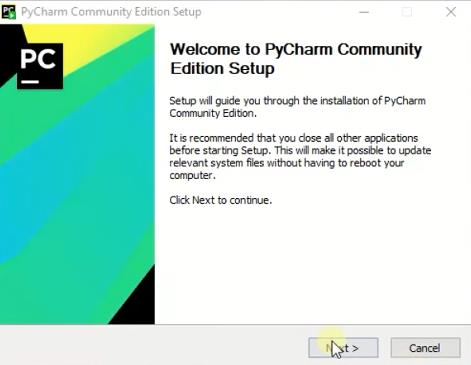 PyCharm Community Edition Setup
PC
Welcome to PyCharm Community
Edition Setup
Setup will guide you through the installation of PyCharm
Community Edition.
It is recommended that you close all other applications
before starting Setup. This will make it possible to update
relevant system files without having to reboot your
computer.
Click Next to continue.
Next >
Cancel